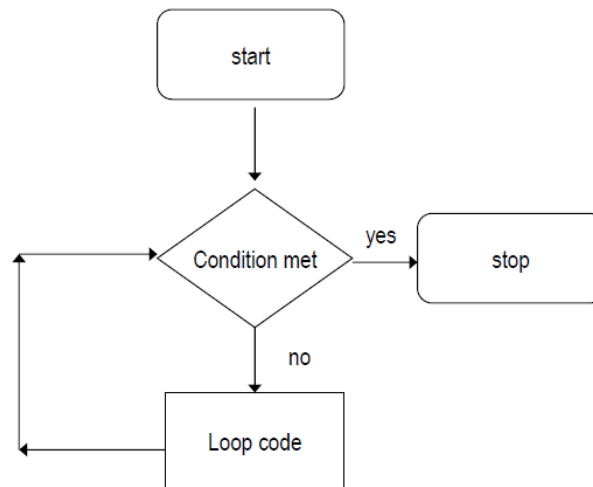 start
Condition met
yes
stop
no
Loop code